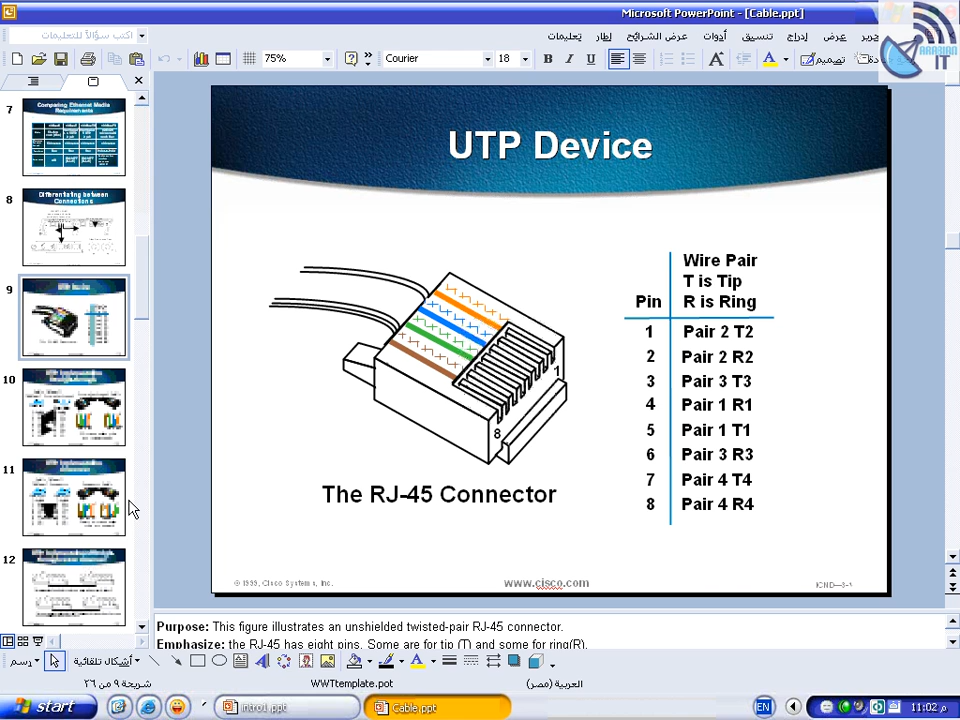 Microsoft PowerPoint - [Cable.ppt]
اكتب سؤالاً للتعليمات
إطار
عرض الشرائح
أدوات
تنسيق
إدراج
عرض
تحرير
تعليمات
75%
Courier
18
B I U
A
تصميم
ARABIAN
IT
7
Comparing Ethernet Media
Requirements
8
Differentiating between
Connections
9
10
11
12
UTP Device
Wire Pair
T is Tip
Pin R is Ring
1 Pair 2 T2
2 Pair 2 R2
3 Pair 3 T3
4 Pair 1 R1
5 Pair 1 T1
6 Pair 3 R3
7 Pair 4 T4
8 Pair 4 R4
1
8
The RJ-45 Connector
© 1999, Cisco Systems, Inc.
www.cisco.com
ICND—3-1
Purpose: This figure illustrates an unshielded twisted-pair RJ-45 connector.
Emphasize: the RJ-45 has eight pins. Some are for tip (T) and some for ring(R).
رسم
أشكال تلقائية
شريحة ٩ من ٢٦
WWTtemplate.pot
العربية (مصر)
start
intro1.ppt
Cable.ppt
EN
11:02 م